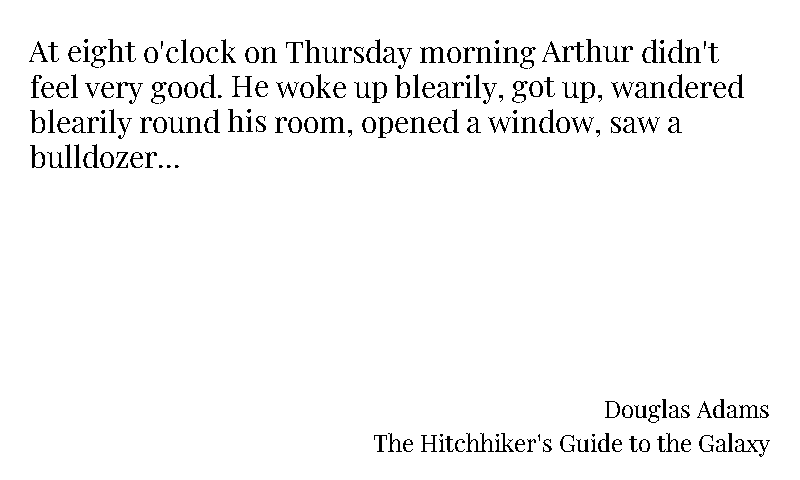 At eight o'clock on Thursday morning Arthur didn't
feel very good. He woke up blearily, got up, wandered
blearily round his room, opened a window, saw a
bulldozer...
Douglas Adams
The Hitchhiker's Guide to the Galaxy